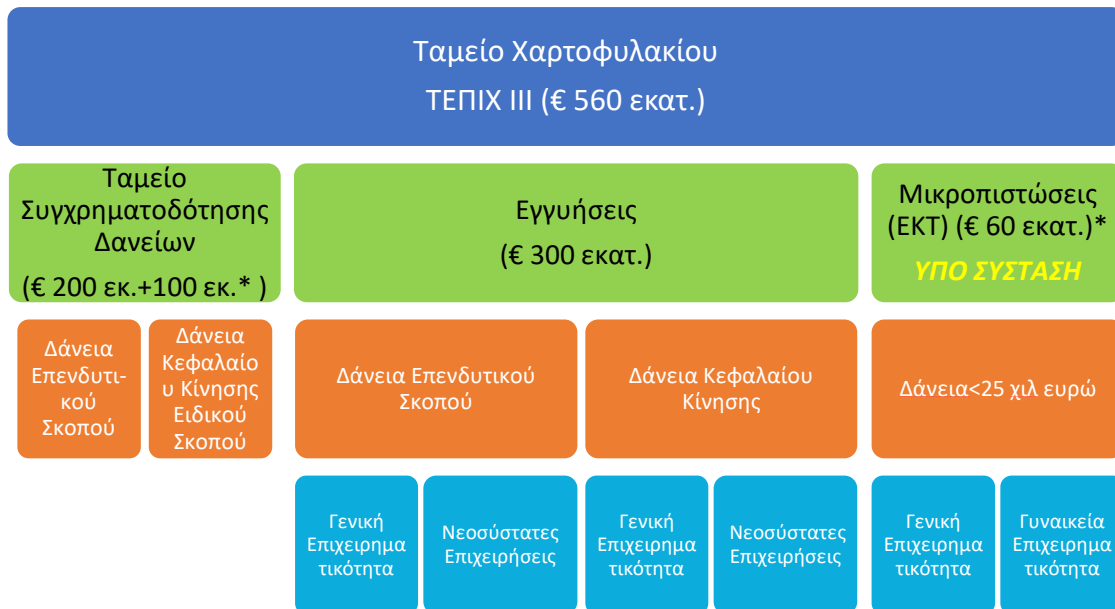 Ταμείο Χαρτοφυλακίου
ΤΕΠΙΧ ΙΙΙ (€ 560 εκατ.)
Ταμείο
Συγχρηματοδότησης
Δανείων
(€ 200 εκ.+100 εκ.* )
Εγγυήσεις
(€ 300 εκατ.)
Μικροπιστώσεις
(ΕΚΤ) (€ 60 εκατ.)*
ΥΠΟ ΣΥΣΤΑΣΗ
Δάνεια
Επενδυτι-
κού
Σκοπού
Δάνεια
Κεφαλαίο
υ Κίνησης
Ειδικού
Σκοπού
Δάνεια Επενδυτικού
Σκοπού
Δάνεια Κεφαλαίου
Κίνησης
Δάνεια<25 χιλ ευρώ
Γενική
Επιχειρημα
τικότητα
Νεοσύστατες
Επιχειρήσεις
Γενική
Επιχειρημα
τικότητα
Νεοσύστατες
Επιχειρήσεις
Γενική
Επιχειρημα
τικότητα
Γυναικεία
Επιχειρημα
τικότητα